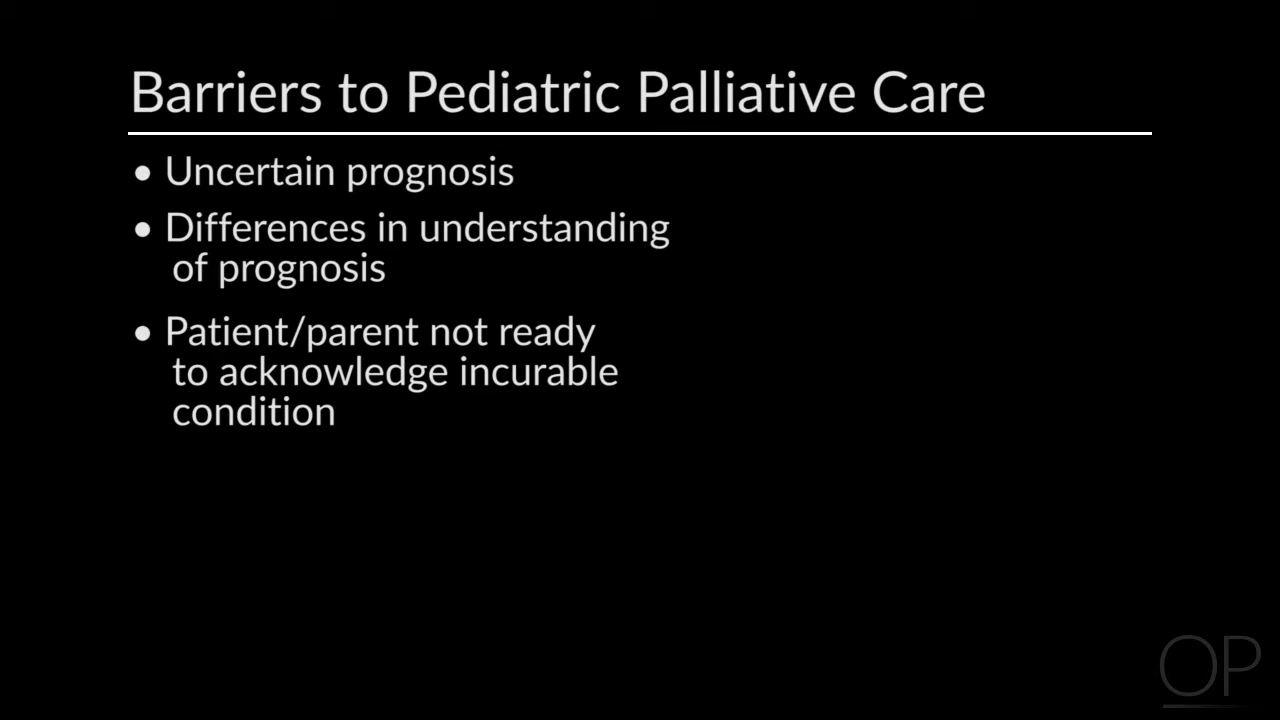 Barriers to Pediatric Palliative Care
• Uncertain prognosis
• Differences in understanding
of prognosis
• Patient/parent not ready
to acknowledge incurable
condition
OP